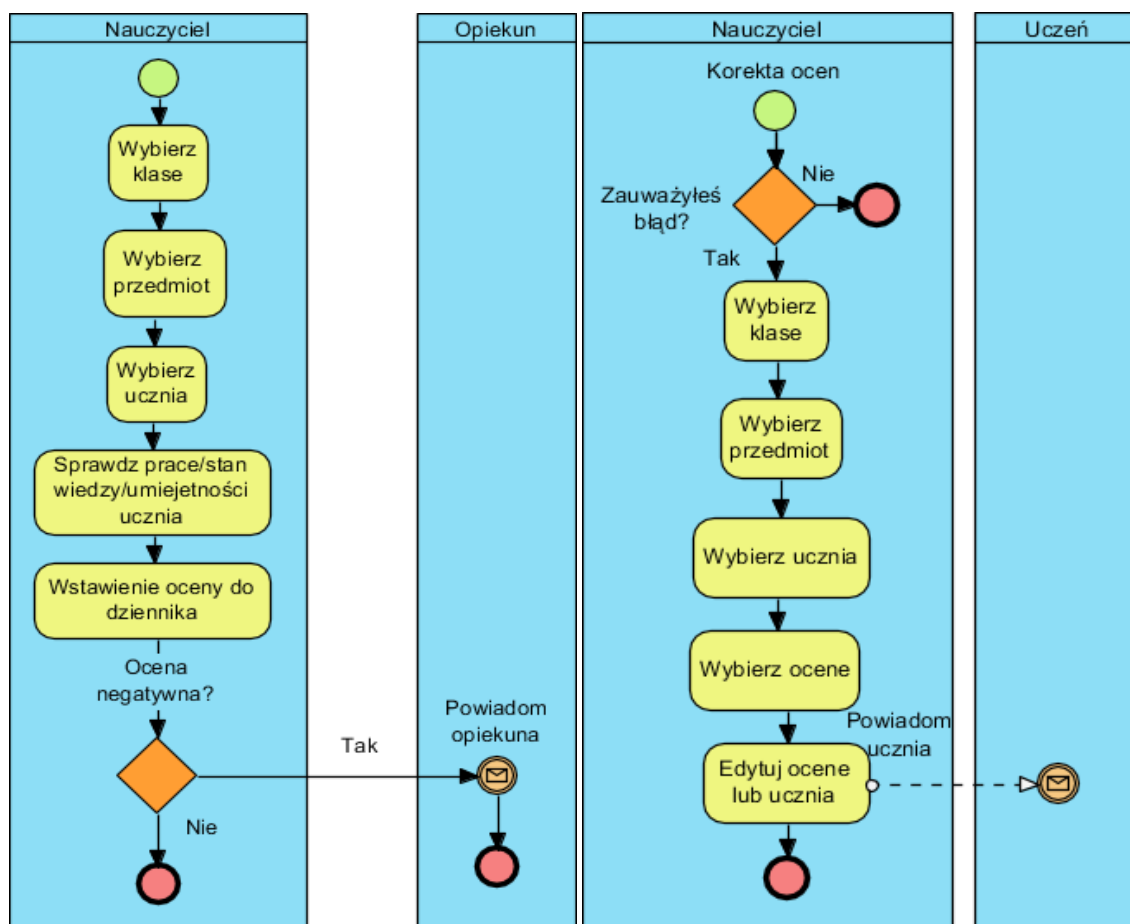 Nauczyciel
Wybierz
klase
Wybierz
przedmiot
Wybierz
ucznia
Sprawdz prace/stan
wiedzy/umiejetności
ucznia
Wstawienie oceny do
dziennika
Ocena
negatywna?
Tak
Nie
Opiekun
Powiadom
opiekuna
Nauczyciel
Korekta ocen
Zauważyłeś
błąd?
Nie
Tak
Wybierz
klase
Wybierz
przedmiot
Wybierz ucznia
Wybierz ocene
Edytuj ocene
lub ucznia
Powiadom
ucznia
Uczeń